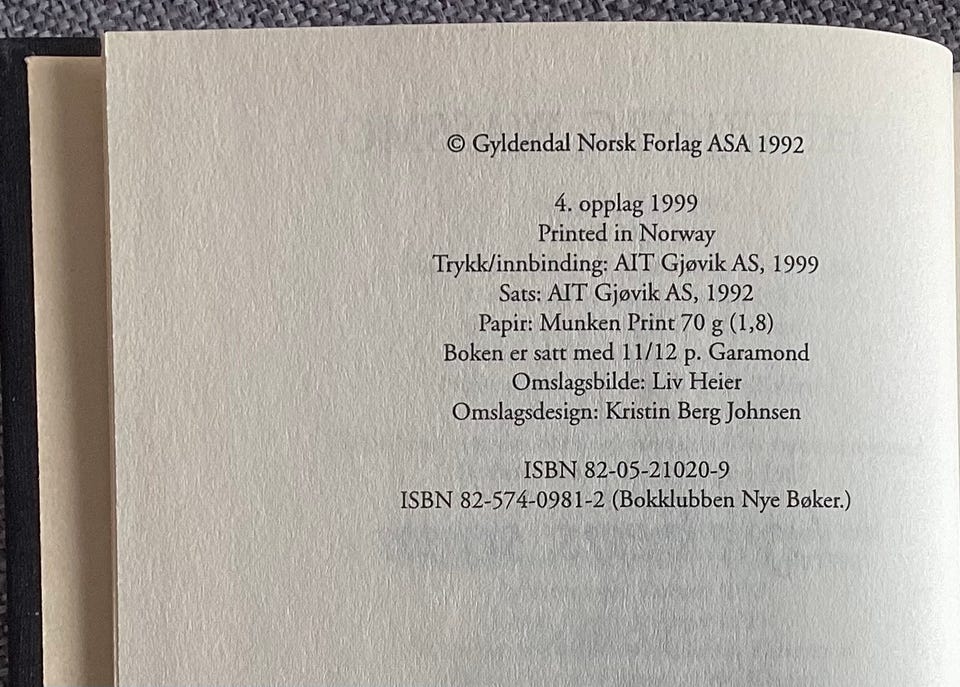 © Gyldendal Norsk Forlag ASA 1992
4. opplag 1999
Printed in Norway
Trykk/innbinding: AIT Gjøvik AS, 1999
Sats: AIT Gjøvik AS, 1992
Papir: Munken Print 70 g (1,8)
Boken er satt med 11/12 p. Garamond
Omslagsbilde: Liv Heier
Omslagsdesign: Kristin Berg Johnsen
ISBN 82-05-21020-9
ISBN 82-574-0981-2 (Bokklubben Nye Bøker.)